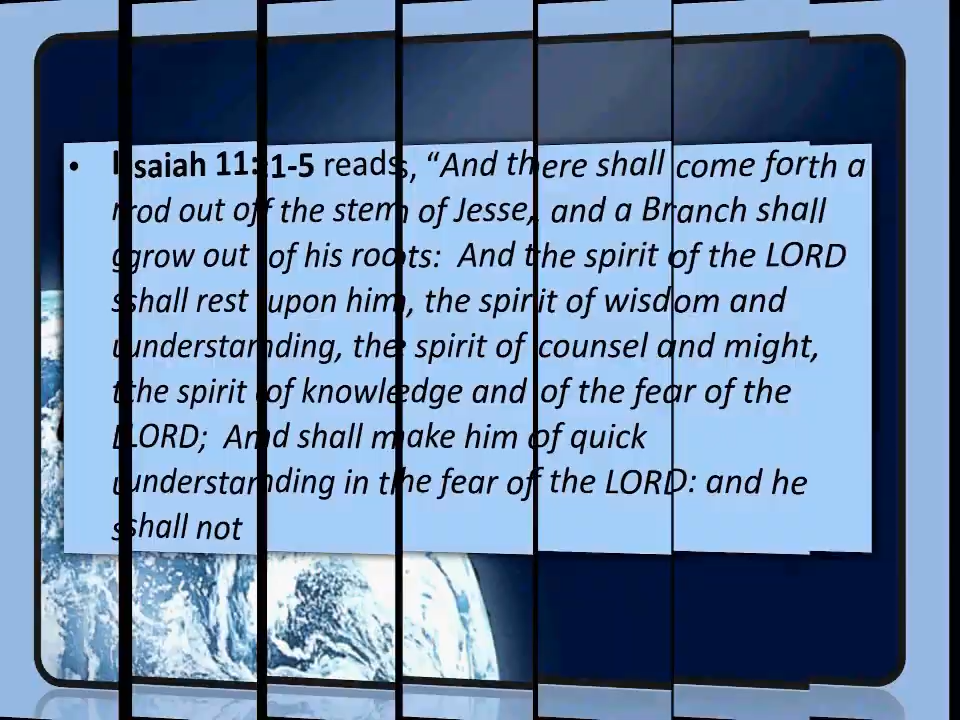 • Isaiah 11:1-5 reads, “And there shall come forth a
rod out of the stem of Jesse, and a Branch shall
grow out of his roots: And the spirit of the LORD
shall rest upon him, the spirit of wisdom and
understanding, the spirit of counsel and might,
the spirit of knowledge and of the fear of the
LORD; And shall make him of quick
understanding in the fear of the LORD: and he
shall not